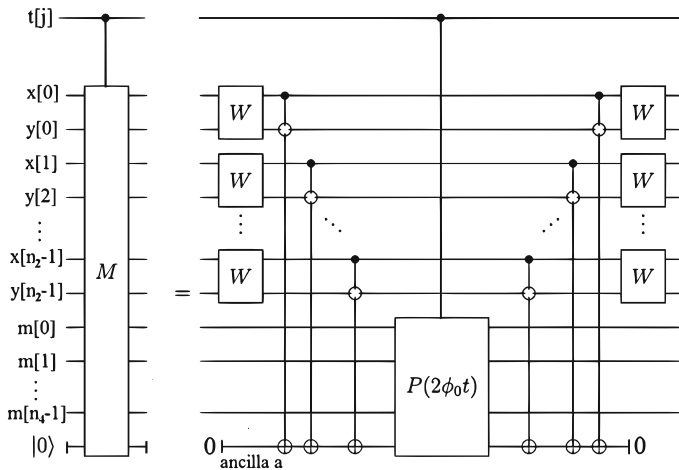 t[j]
x[0]
W
W
y[0]
x[1]
W
W
y[2]
x[n₂-1]
M
W
W
y[n₂-1]
=
m[0]
m[1]
P(2ϕ₀t)
m[n₄-1]
|0⟩
0
0
ancilla a